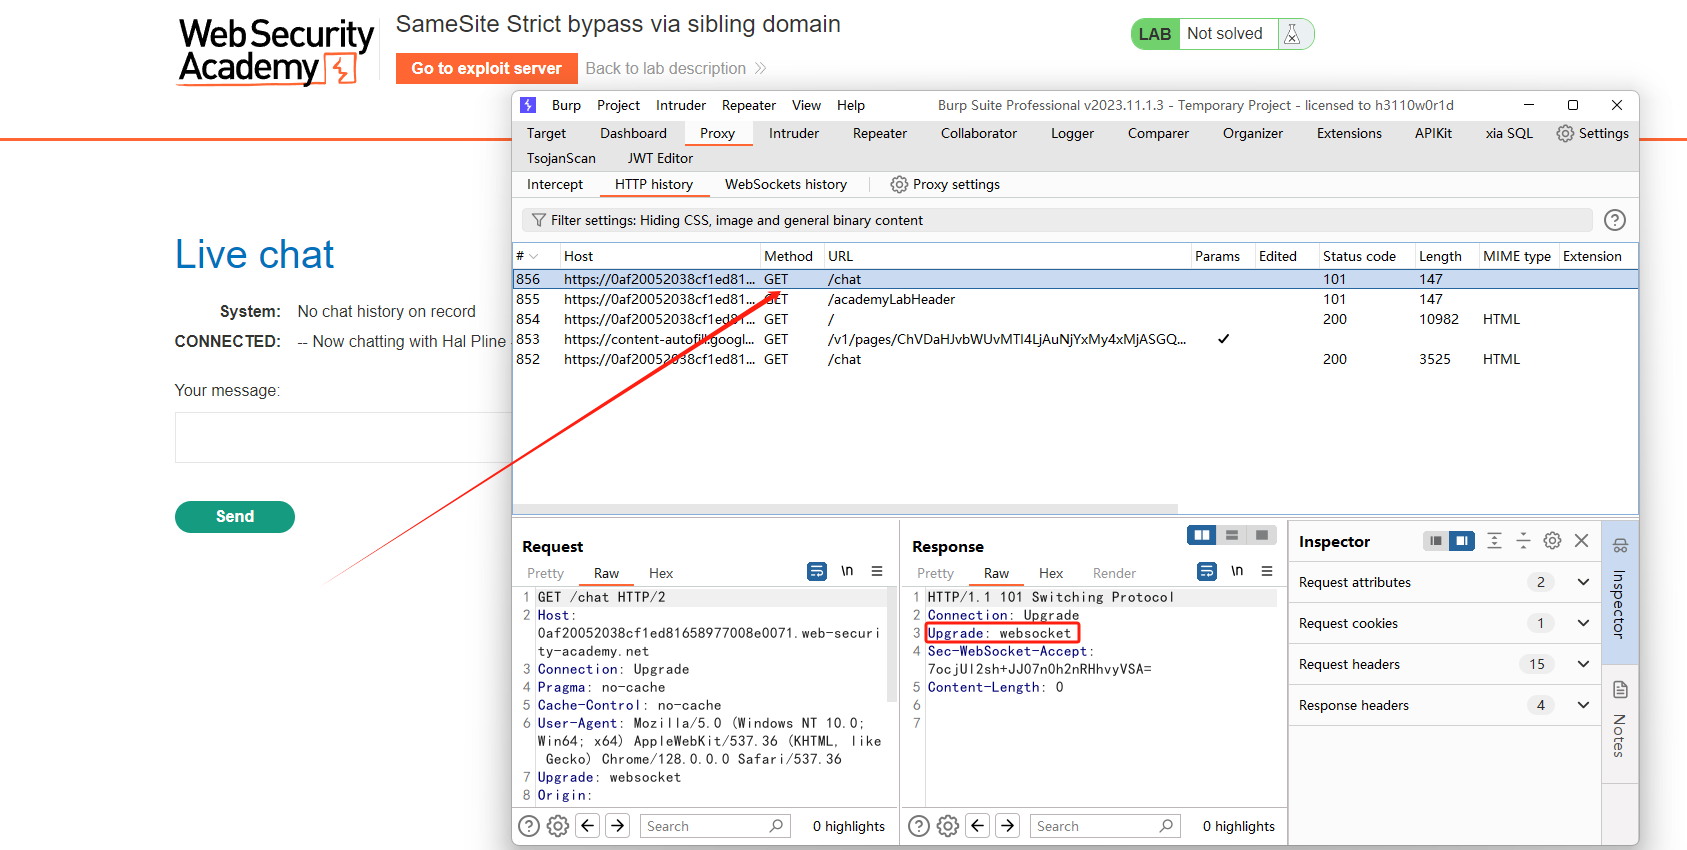 Web Security
Academy
SameSite Strict bypass via sibling domain
Go to exploit server
Back to lab description
LAB Not solved
Burp Project Intruder Repeater View Help
Burp Suite Professional v2023.11.1.3 - Temporary Project - licensed to h3110w0r1d
Target Dashboard Proxy Intruder Repeater Collaborator Logger Comparer Organizer Extensions APIKit xia SQL Settings
TsojanScan JWT Editor
Intercept HTTP history WebSockets history Proxy settings
Filter settings: Hiding CSS, image and general binary content
# Host Method URL Params Edited Status code Length MIME type Extension
856 https://0af20052038cf1ed81... GET /chat 101 147
855 https://0af20052038cf1ed81... GET /academyLabHeader 101 147
854 https://0af20052038cf1ed81... GET / 200 10982 HTML
853 https://content-autofill.googl... GET /v1/pages/ChVDaHJvbWUvMTI4LjAuNjYxMy4xMjASGQ...
852 https://0af20052038cf1ed81... GET /chat 200 3525 HTML
Live chat
System: No chat history on record
CONNECTED: -- Now chatting with Hal Pline
Your message:
Send
Request
Pretty Raw Hex \n
1 GET /chat HTTP/2
2 Host:
0af20052038cf1ed81658977008e0071.web-securi
ty-academy.net
3 Connection: Upgrade
4 Pragma: no-cache
5 Cache-Control: no-cache
6 User-Agent: Mozilla/5.0 (Windows NT 10.0;
Win64; x64) AppleWebKit/537.36 (KHTML, like
Gecko) Chrome/128.0.0.0 Safari/537.36
7 Upgrade: websocket
8 Origin:
Search 0 highlights
Response
Pretty Raw Hex Render \n
1 HTTP/1.1 101 Switching Protocol
2 Connection: Upgrade
3 Upgrade: websocket
4 Sec-WebSocket-Accept:
7ocjUl2sh+JJ07n0h2nRHhvyVSA=
5 Content-Length: 0
6
7
Search 0 highlights
Inspector
Request attributes 2
Request cookies 1
Request headers 15
Response headers 4
Inspector
Notes